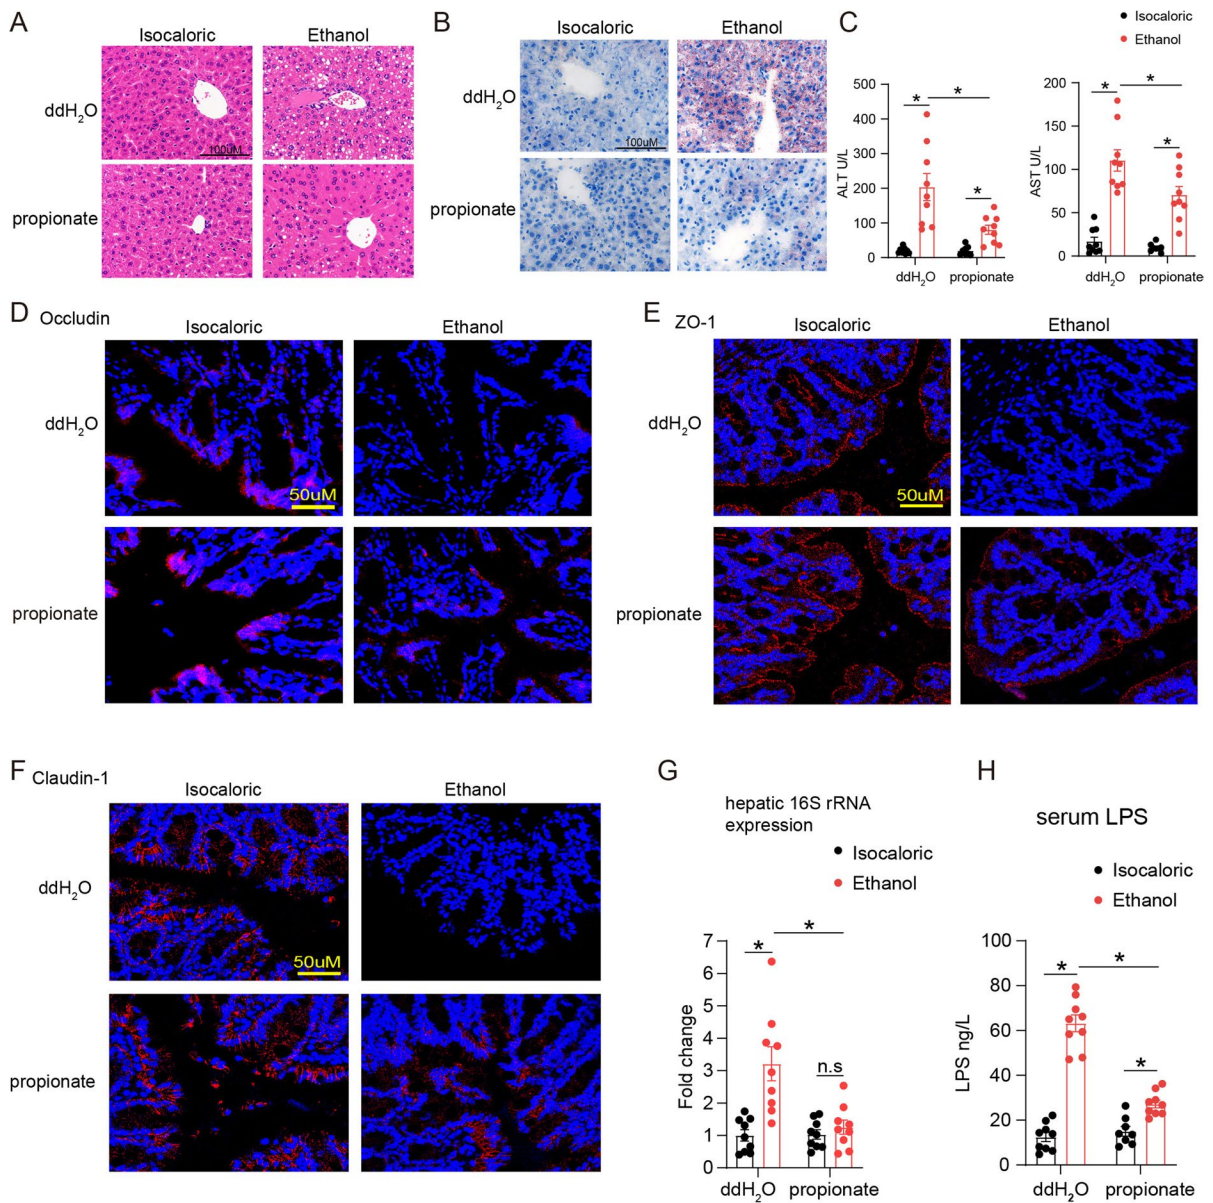 A
Isocaloric
Ethanol
ddH₂O
100uM
propionate
B
Isocaloric
Ethanol
ddH₂O
100uM
propionate
C
Isocaloric
Ethanol
500
400
300
200
100
0
ALT U/L
*
*
*
ddH₂O
propionate
200
150
100
50
0
AST U/L
*
*
*
ddH₂O
propionate
D
Occludin
Isocaloric
Ethanol
ddH₂O
50uM
propionate
E
ZO-1
Isocaloric
Ethanol
ddH₂O
50uM
propionate
F
Claudin-1
Isocaloric
Ethanol
ddH₂O
50uM
propionate
G
hepatic 16S rRNA
expression
Isocaloric
Ethanol
7
6
5
4
3
2
1
0
Fold change
*
*
n.s
ddH₂O
propionate
H
serum LPS
Isocaloric
Ethanol
100
80
60
40
20
0
LPS ng/L
*
*
*
ddH₂O
propionate